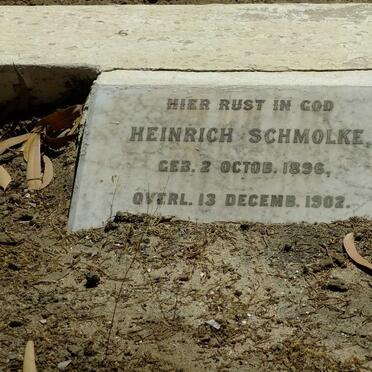 HIER RUST IN GOD
HEINRICH SCHMOLKE,
GEB. 2 OCTOB. 1896,
OVERL. 13 DECEMB. 1902.